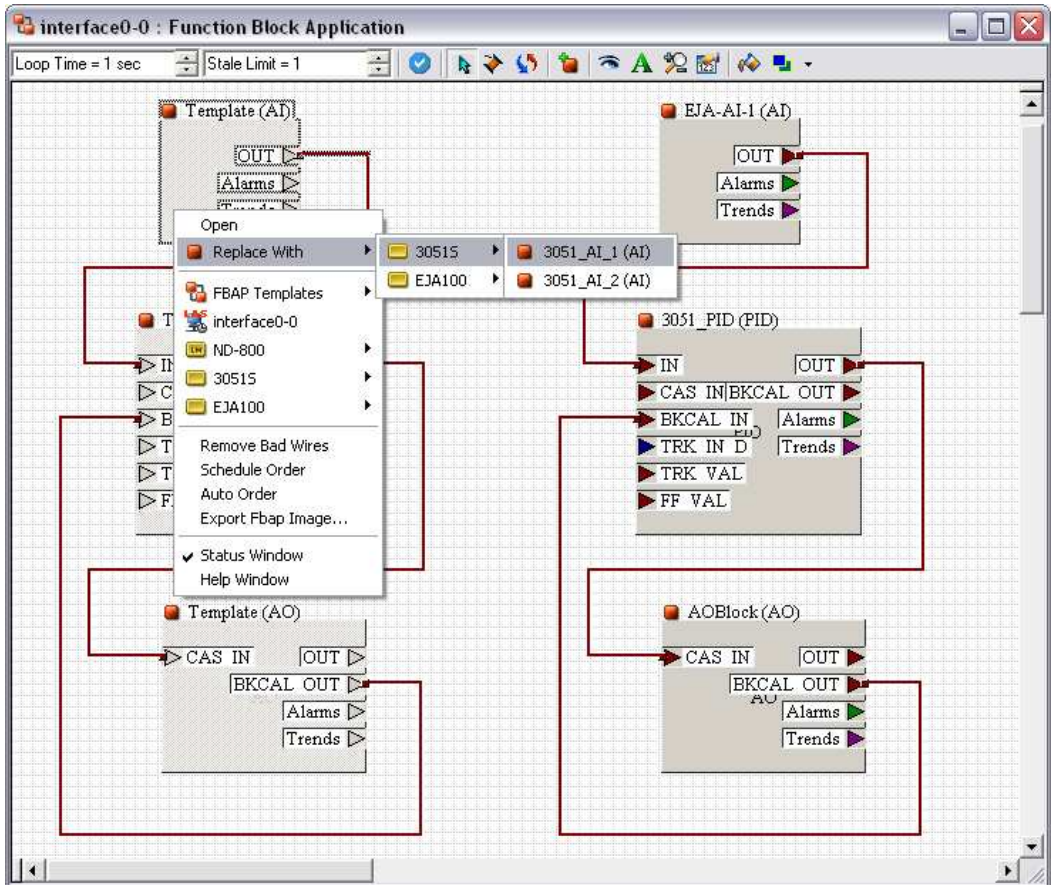 interface0-0 : Function Block Application
Loop Time = 1 sec
Stale Limit = 1
A
Template (AI)
OUT
Alarms
Trends
EJA-AI-1 (AI)
OUT
Alarms
Trends
Open
Replace With
FBAP Templates
interface0-0
ND-800
3051S
EJA100
Remove Bad Wires
Schedule Order
Auto Order
Export Fbap Image...
Status Window
Help Window
3051S
EJA100
3051_AI_1 (AI)
3051_AI_2 (AI)
3051_PID (PID)
IN
OUT
CAS IN
BKCAL OUT
BKCAL IN
Alarms
TRK IN D
Trends
TRK VAL
FF VAL
Template (AO)
CAS IN
OUT
BKCAL OUT
Alarms
Trends
AOBlock (AO)
CAS IN
OUT
BKCAL OUT
AO
Alarms
Trends